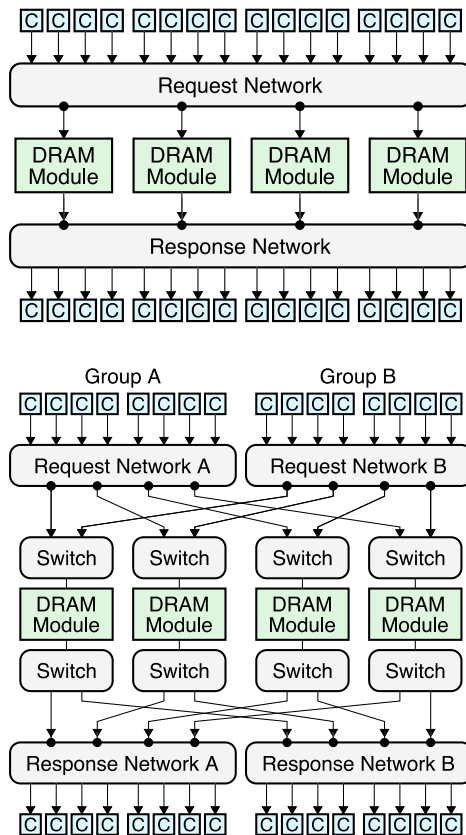 C C C C C C C C C C C C C C C C
Request Network
DRAM Module DRAM Module DRAM Module DRAM Module
Response Network
C C C C C C C C C C C C C C C C
Group A Group B
C C C C C C C C C C C C C C C C
Request Network A Request Network B
Switch Switch Switch Switch
DRAM Module DRAM Module DRAM Module DRAM Module
Switch Switch Switch Switch
Response Network A Response Network B
C C C C C C C C C C C C C C C C